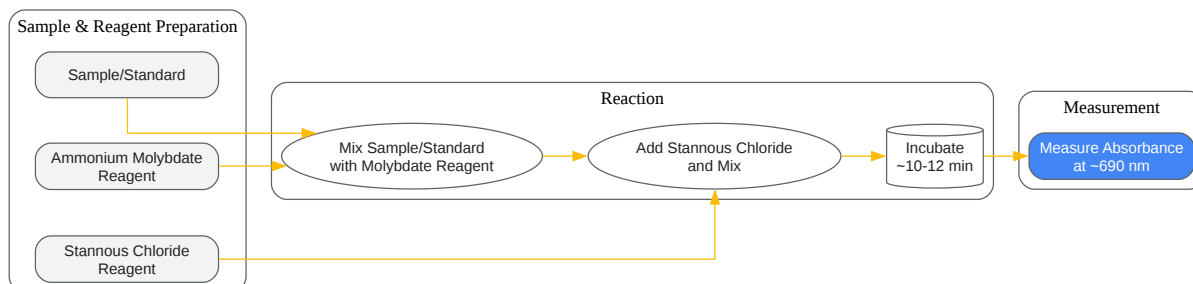 Sample & Reagent Preparation
Sample/Standard
Ammonium Molybdate
Reagent
Stannous Chloride
Reagent
Reaction
Mix Sample/Standard
with Molybdate Reagent
Add Stannous Chloride
and Mix
Incubate
~10-12 min
Measurement
Measure Absorbance
at ~690 nm